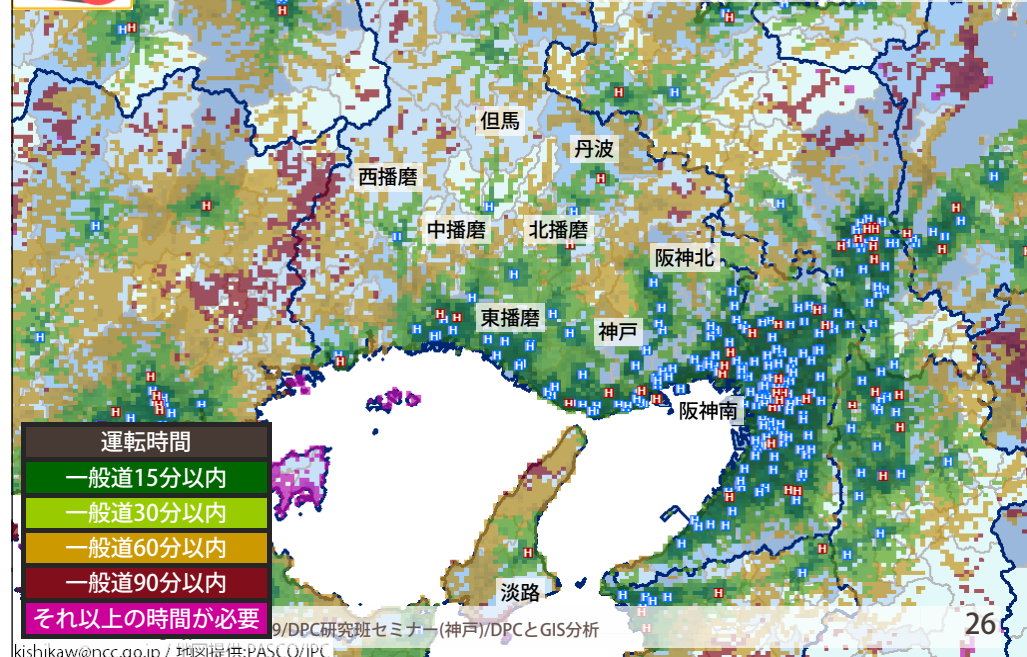 但馬
丹波
西播磨
中播磨
北播磨
阪神北
東播磨
神戸
阪神南
運転時間
一般道15分以内
一般道30分以内
一般道60分以内
一般道90分以内
それ以上の時間が必要
淡路
9/DPC研究班セミナー(神戸)/DPCとGIS分析
26
kishikaw@ncc.go.jp / 地図提供:PASCO/IPC